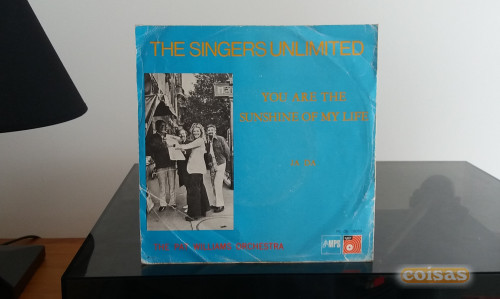 THE SINGERS UNLIMITED
YOU ARE THE
SUNSHINE OF MY LIFE
THE PAT WILLIAMS ORCHESTRA
MPS
coisas